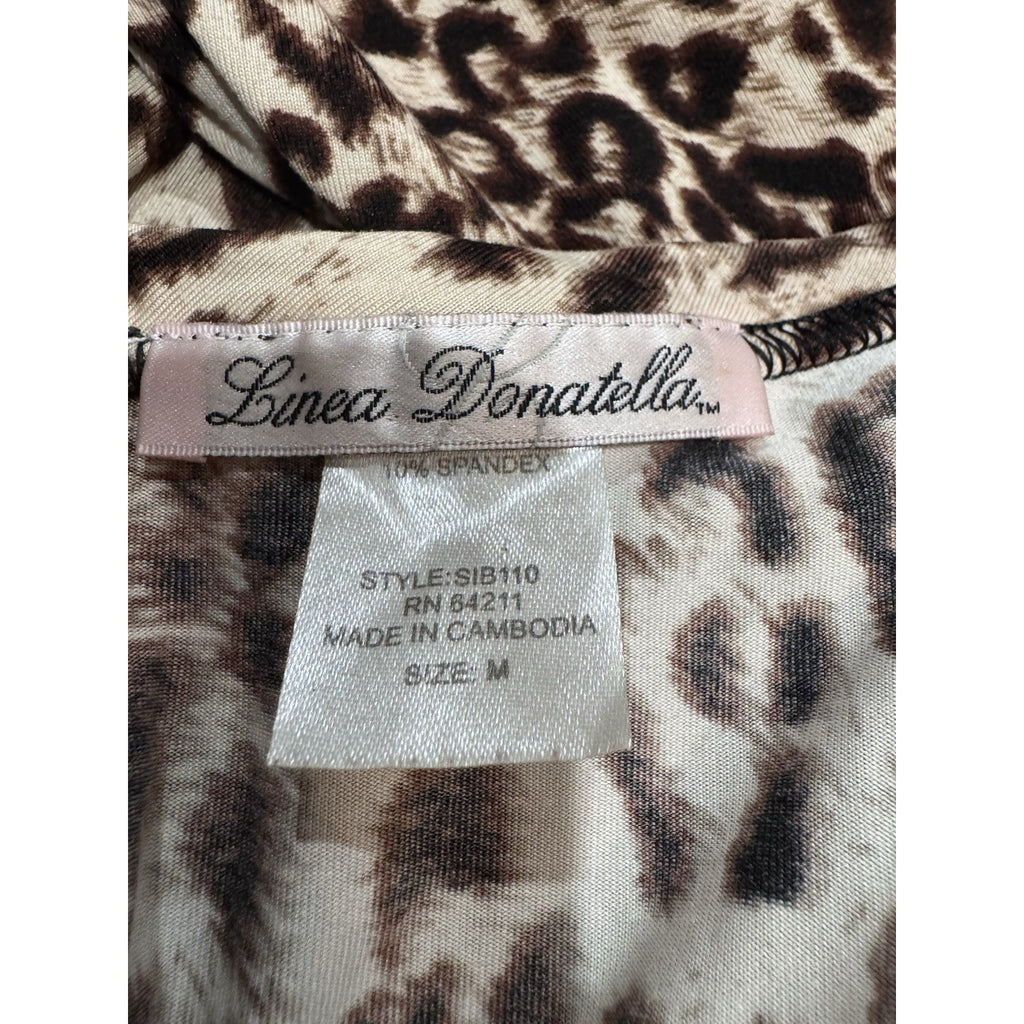 Linea Donatella™
10% SPANDEX
STYLE:SIB110
RN 64211
MADE IN CAMBODIA
SIZE: M